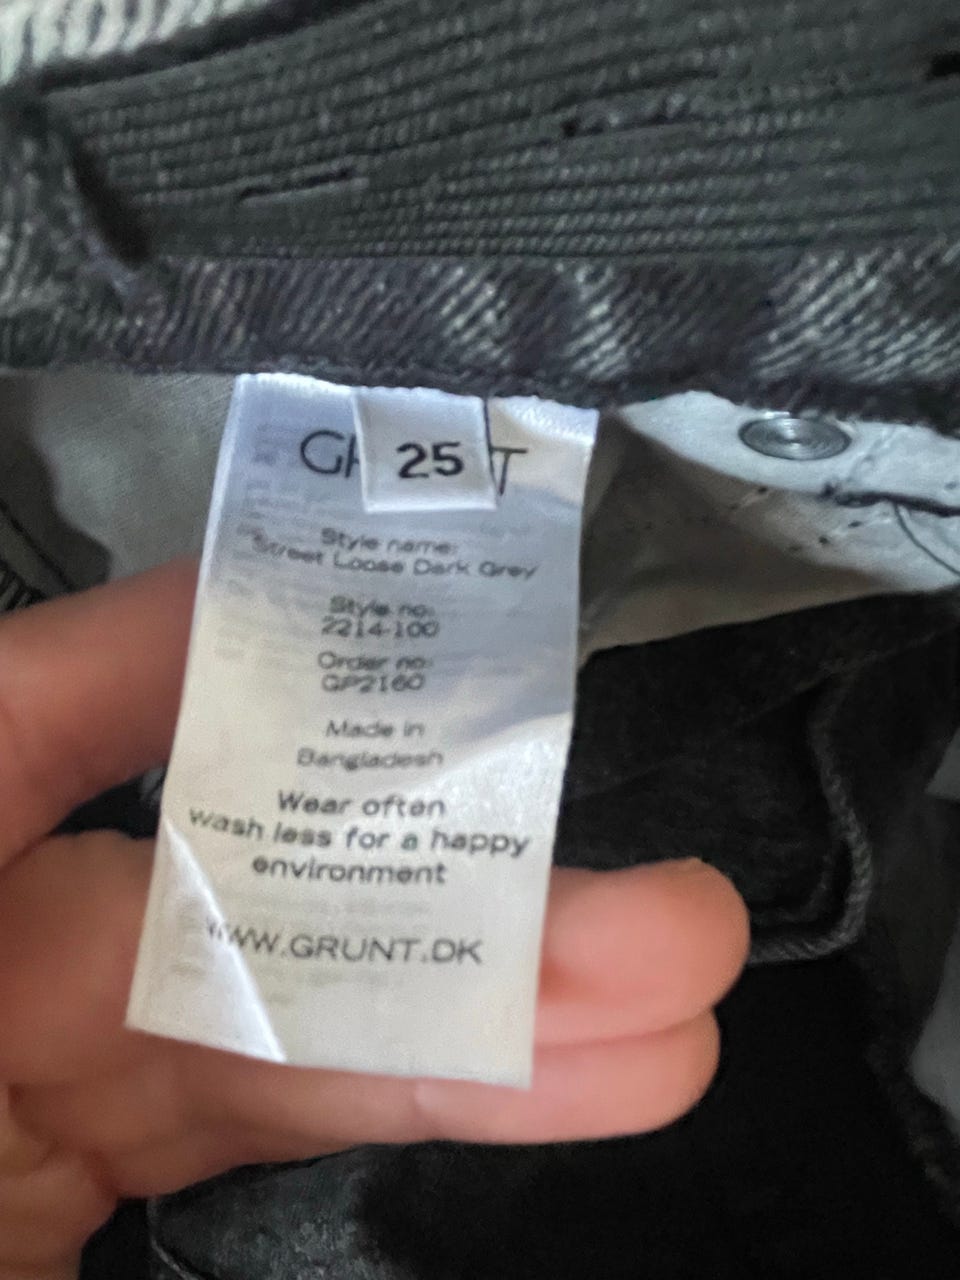 GR T
25
Style name:
Street Loose Dark Grey
Style no:
2214-100
Order no:
GP2160
Made in
Bangladesh
Wear often
wash less for a happy
environment
WWW.GRUNT.DK